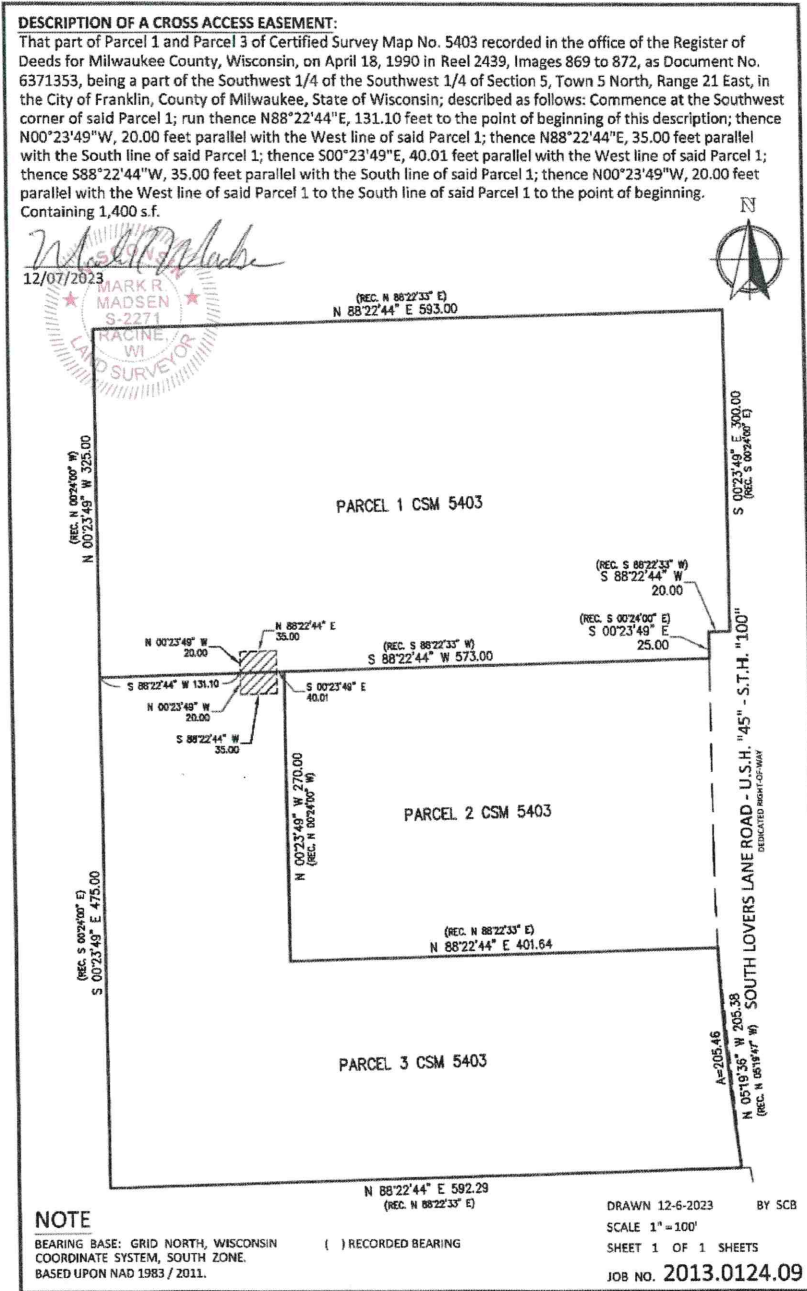 DESCRIPTION OF A CROSS ACCESS EASEMENT:
That part of Parcel 1 and Parcel 3 of Certified Survey Map No. 5403 recorded in the office of the Register of
Deeds for Milwaukee County, Wisconsin, on April 18, 1990 in Reel 2439, Images 869 to 872, as Document No.
6371353, being a part of the Southwest 1/4 of the Southwest 1/4 of Section 5, Town 5 North, Range 21 East, in
the City of Franklin, County of Milwaukee, State of Wisconsin; described as follows: Commence at the Southwest
corner of said Parcel 1; run thence N88°22'44"E, 131.10 feet to the point of beginning of this description; thence
N00°23'49"W, 20.00 feet parallel with the West line of said Parcel 1; thence N88°22'44"E, 35.00 feet parallel
with the South line of said Parcel 1; thence S00°23'49"E, 40.01 feet parallel with the West line of said Parcel 1;
thence S88°22'44"W, 35.00 feet parallel with the South line of said Parcel 1; thence N00°23'49"W, 20.00 feet
parallel with the West line of said Parcel 1 to the South line of said Parcel 1 to the point of beginning.
Containing 1,400 s.f.
12/07/2023
WISCONSIN
MARK R
MADSEN
S-2271
RACINE,
WI
LAND SURVEYOR
N
(REC. N 88°22'33" E)
N 88°22'44" E 593.00
(REC. N 00°24'00" W)
N 00°23'49" W 325.00
S 00°23'49" E 300.00
(REC. S 00°24'00" E)
PARCEL 1 CSM 5403
(REC. S 88°22'33" W)
S 88°22'44" W
20.00
(REC. S 00°24'00" E)
S 00°23'49" E
25.00
N 00°23'49" W
20.00
N 88°22'44" E
35.00
(REC. S 88°22'33" W)
S 88°22'44" W 573.00
S 88°22'44" W 131.10
S 00°23'49" E
40.01
N 00°23'49" W
20.00
S 88°22'44" W
35.00
N 00°23'49" W 270.00
(REC. N 00°24'00" W)
PARCEL 2 CSM 5403
SOUTH LOVERS LANE ROAD - U.S.H. "45" - S.T.H. "100"
DEDICATED RIGHT-OF-WAY
(REC. S 00°24'00" E)
S 00°23'49" E 475.00
(REC. N 88°22'33" E)
N 88°22'44" E 401.64
PARCEL 3 CSM 5403
A=205.46
N 05°19'36" W 205.38
(REC. N 05°19'47" W)
N 88°22'44" E 592.29
(REC. N 88°22'33" E)
NOTE
BEARING BASE: GRID NORTH, WISCONSIN
COORDINATE SYSTEM, SOUTH ZONE.
BASED UPON NAD 1983 / 2011.
( ) RECORDED BEARING
DRAWN 12-6-2023 BY SCB
SCALE 1"=100'
SHEET 1 OF 1 SHEETS
JOB NO. 2013.0124.09